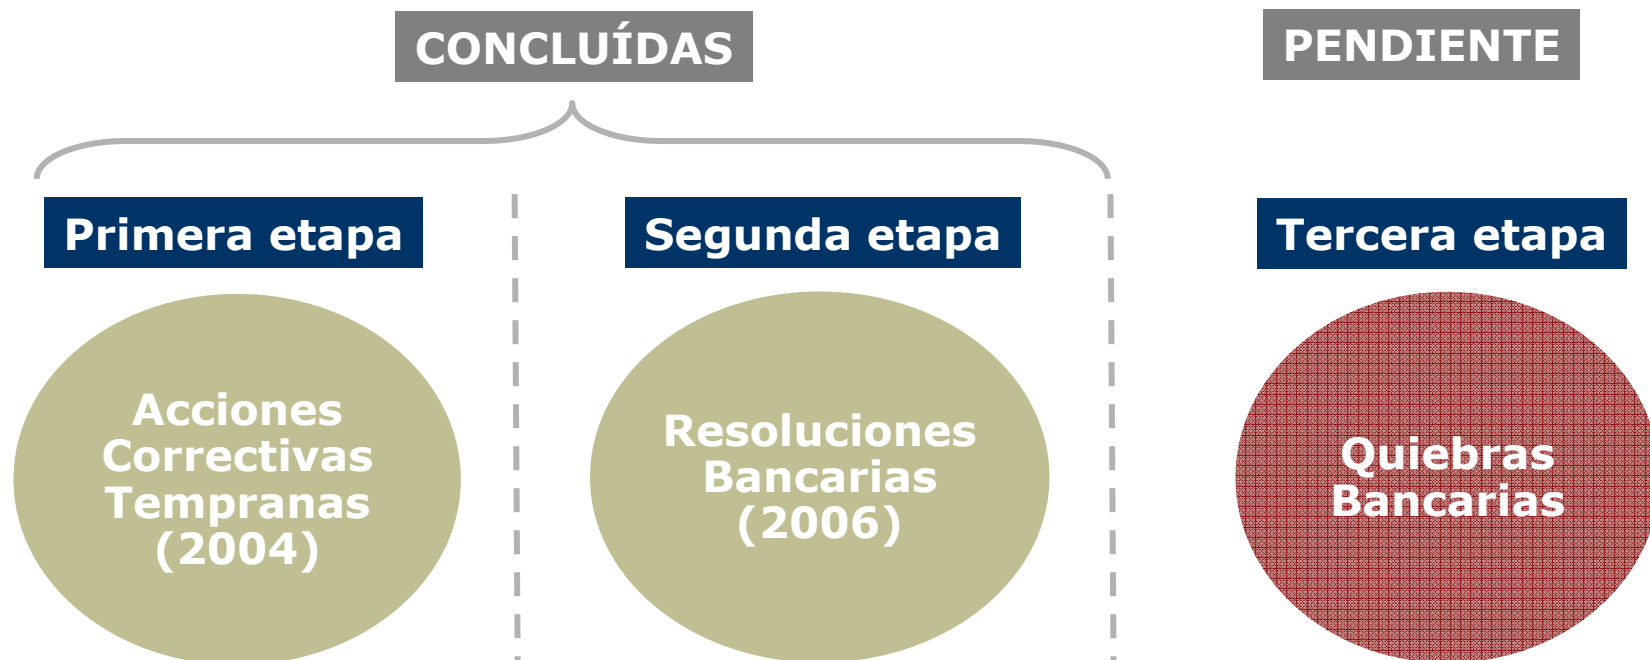 CONCLUÍDAS
PENDIENTE
Primera etapa
Segunda etapa
Tercera etapa
Acciones
Correctivas
Tempranas
(2004)
Resoluciones
Bancarias
(2006)
Quiebras
Bancarias